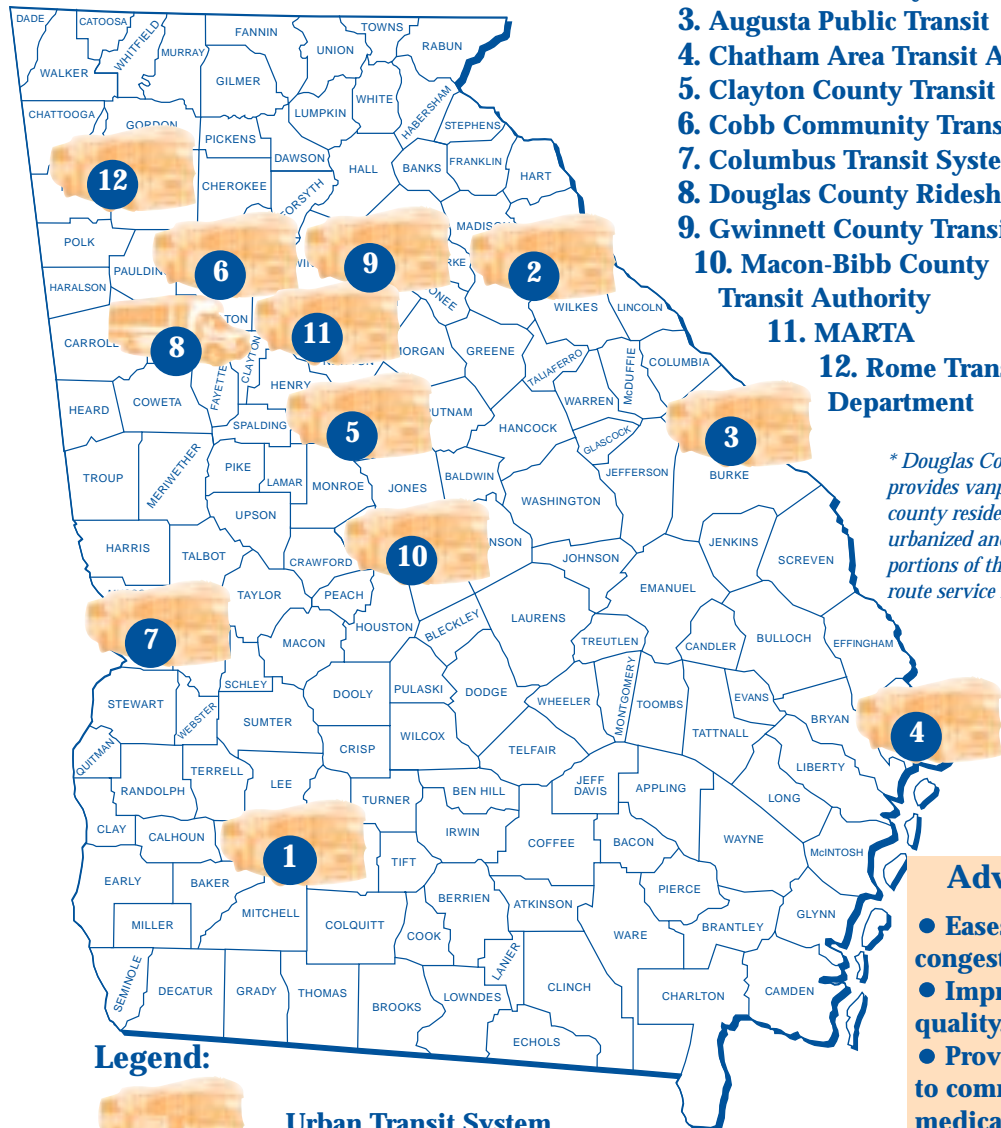 3. Augusta Public Transit
4. Chatham Area Transit A
5. Clayton County Transit
6. Cobb Community Trans
7. Columbus Transit Syste
8. Douglas County Ridesh
9. Gwinnett County Transi
10. Macon-Bibb County
Transit Authority
11. MARTA
12. Rome Trans
Department
* Douglas Co
provides vanp
county reside
urbanized and
portions of th
route service
DADE
CATOOSA
WHITFIELD
MURRAY
FANNIN
UNION
TOWNS
RABUN
WALKER
GILMER
CHATTOOGA
GORDON
LUMPKIN
WHITE
HABERSHAM
STEPHENS
PICKENS
DAWSON
HALL
BANKS
FRANKLIN
HART
12
CHEROKEE
FORSYTH
MADIS
POLK
PAULDIN
6
9
2
HARALSON
WILKES
LINCOLN
CARROLL
8
TON
11
MORGAN
GREENE
TALIAFERRO
McDUFFIE
COLUMBIA
CLAYTON
FAYETTE
HENRY
HEARD
COWETA
SPALDING
5
PUTNAM
HANCOCK
WARREN
GLASCOCK
3
TROUP
MERIWETHER
PIKE
LAMAR
MONROE
JONES
BALDWIN
WASHINGTON
JEFFERSON
BURKE
UPSON
HARRIS
TALBOT
CRAWFORD
10
NSON
JOHNSON
JENKINS
SCREVEN
EMANUEL
TAYLOR
PEACH
7
MACON
HOUSTON
BLECKLEY
LAURENS
TREUTLEN
CANDLER
BULLOCH
EFFINGHAM
SCHLEY
STEWART
WEBSTER
SUMTER
DOOLY
PULASKI
DODGE
WHEELER
MONTGOMERY
TOOMBS
EVANS
TATTNALL
BRYAN
4
QUITMAN
CRISP
WILCOX
TELFAIR
LIBERTY
RANDOLPH
TERRELL
LEE
TURNER
BEN HILL
JEFF
DAVIS
APPLING
LONG
CLAY
CALHOUN
1
IRWIN
COFFEE
BACON
WAYNE
McINTOSH
TIFT
EARLY
BAKER
MITCHELL
BERRIEN
ATKINSON
PIERCE
GLYNN
MILLER
COLQUITT
COOK
WARE
BRANTLEY
SEMINOLE
DECATUR
GRADY
THOMAS
BROOKS
LOWNDES
LANIER
CLINCH
CHARLTON
CAMDEN
ECHOLS
Adv
● Eases
congest
● Impr
quality
● Prov
to comm
medica
Legend:
Urban Transit System